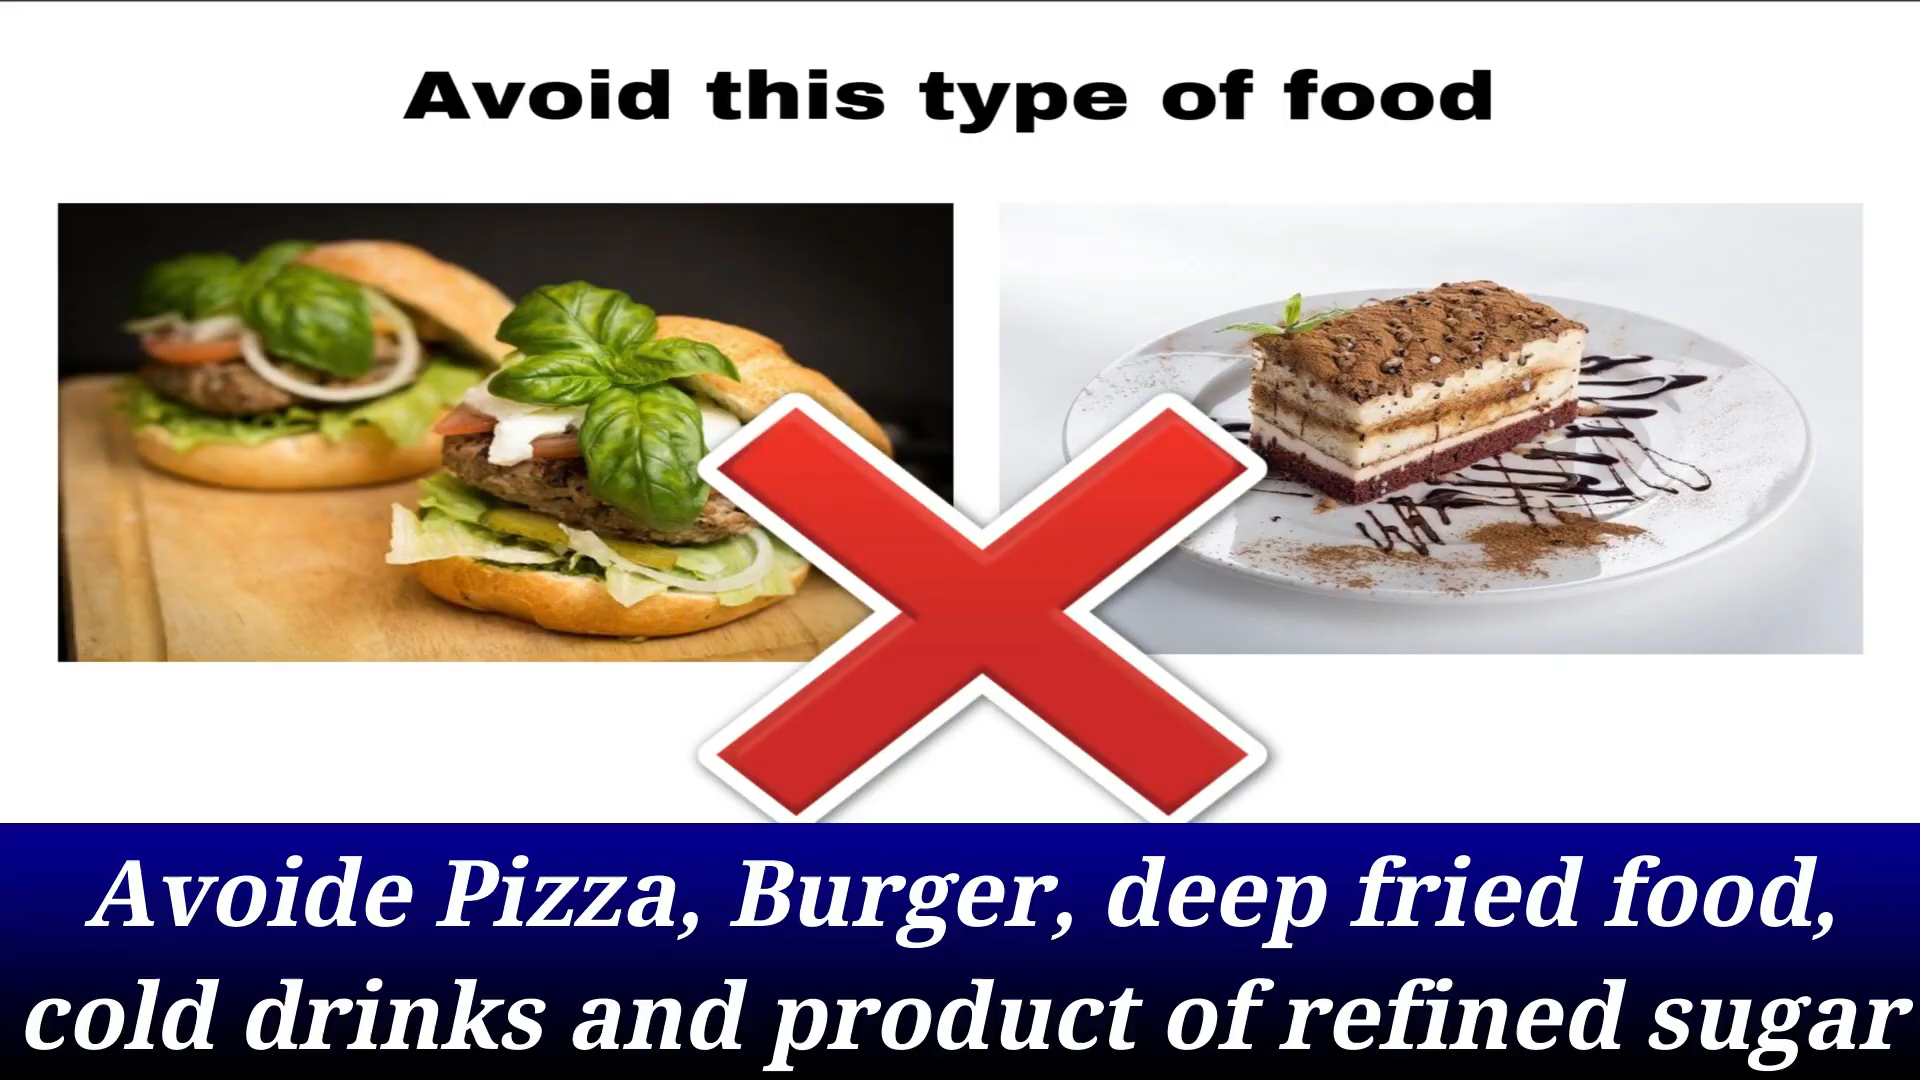 Avoid this type of food
Avoide Pizza, Burger, deep fried food,
cold drinks and product of refined sugar